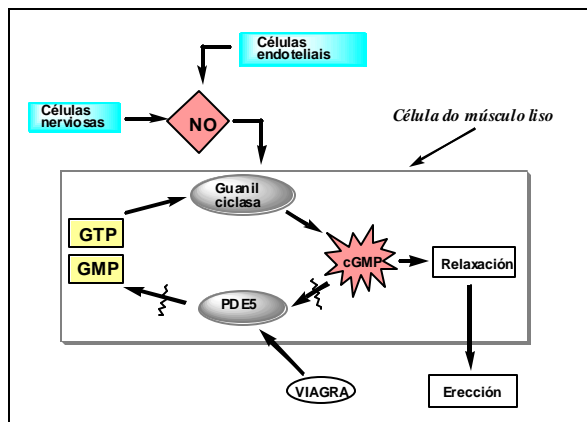 Células
endoteliais
Células
nerviosas
NO
Célula do músculo liso
Guanil
ciclasa
GTP
GMP
cGMP
Relaxación
PDE5
VIAGRA
Erección